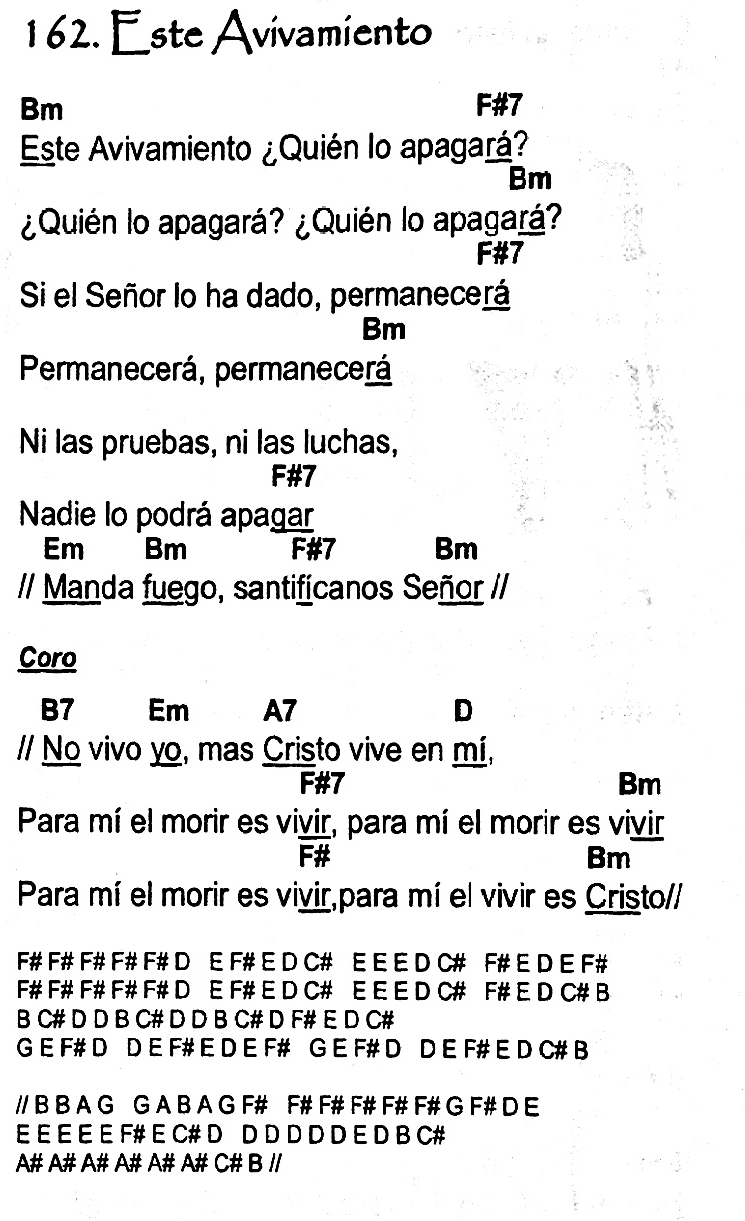 162. Este Avivamiento
Bm F#7
Este Avivamiento ¿Quién lo apagará?
Bm
¿Quién lo apagará? ¿Quién lo apagará?
F#7
Si el Señor lo ha dado, permanecerá
Bm
Permanecerá, permanecerá
Ni las pruebas, ni las luchas,
F#7
Nadie lo podrá apagar
Em Bm F#7 Bm
// Manda fuego, santifícanos Señor //
Coro
B7 Em A7 D
// No vivo yo, mas Cristo vive en mí,
F#7 Bm
Para mí el morir es vivir, para mí el morir es vivir
F# Bm
Para mí el morir es vivir,para mí el vivir es Cristo//
F# F# F# F# F# D E F# E D C# E E E D C# F# E D E F#
F# F# F# F# F# D E F# E D C# E E E D C# F# E D C# B
B C# D D B C# D D B C# D F# E D C#
G E F# D D E F# E D E F# G E F# D D E F# E D C# B
// B B A G G A B A G F# F# F# F# F# F# G F# D E
E E E E E F# E C# D D D D D D E D B C#
A# A# A# A# A# A# C# B //